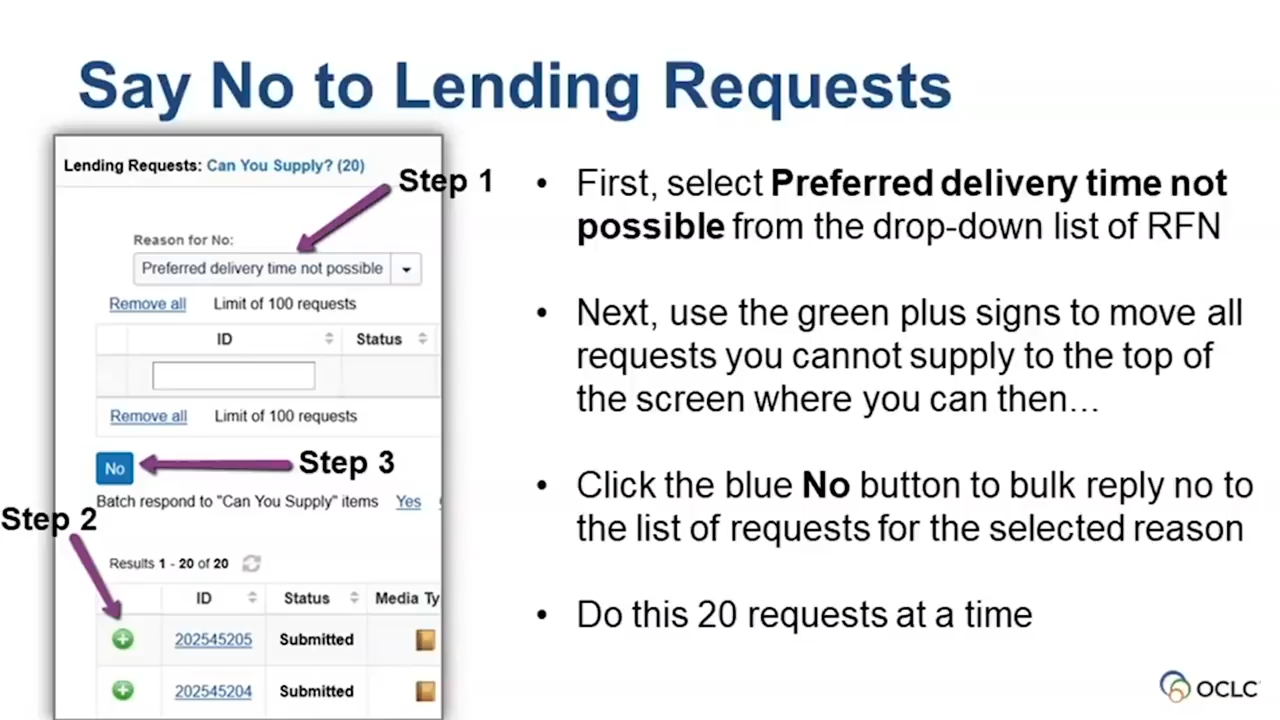 Say No to Lending Requests
Lending Requests: Can You Supply? (20)
Step 1
Reason for No:
Preferred delivery time not possible
Remove all Limit of 100 requests
ID Status
Remove all Limit of 100 requests
No
Step 3
Batch respond to "Can You Supply" items Yes
Step 2
Results 1 - 20 of 20
ID Status Media Ty
202545205 Submitted
202545204 Submitted
• First, select Preferred delivery time not
possible from the drop-down list of RFN
• Next, use the green plus signs to move all
requests you cannot supply to the top of
the screen where you can then…
• Click the blue No button to bulk reply no to
the list of requests for the selected reason
• Do this 20 requests at a time
OCLC